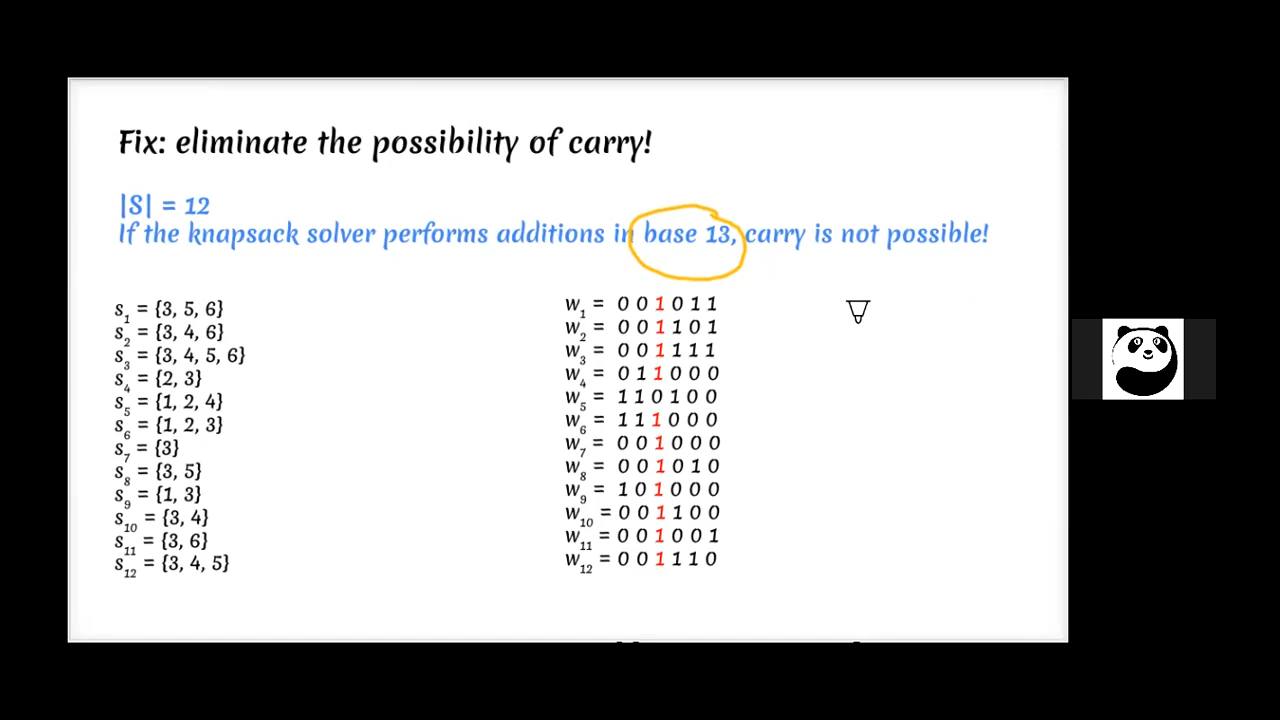 Fix: eliminate the possibility of carry!
|S| = 12
If the knapsack solver performs additions in base 13, carry is not possible!
s₁ = {3, 5, 6}
s₂ = {3, 4, 6}
s₃ = {3, 4, 5, 6}
s₄ = {2, 3}
s₅ = {1, 2, 4}
s₆ = {1, 2, 3}
s₇ = {3}
s₈ = {3, 5}
s₉ = {1, 3}
s₁₀ = {3, 4}
s₁₁ = {3, 6}
s₁₂ = {3, 4, 5}
w₁ = 0 0 1 0 1 1
w₂ = 0 0 1 1 0 1
w₃ = 0 0 1 1 1 1
w₄ = 0 1 1 0 0 0
w₅ = 1 1 0 1 0 0
w₆ = 1 1 1 0 0 0
w₇ = 0 0 1 0 0 0
w₈ = 0 0 1 0 1 0
w₉ = 1 0 1 0 0 0
w₁₀ = 0 0 1 1 0 0
w₁₁ = 0 0 1 0 0 1
w₁₂ = 0 0 1 1 1 0